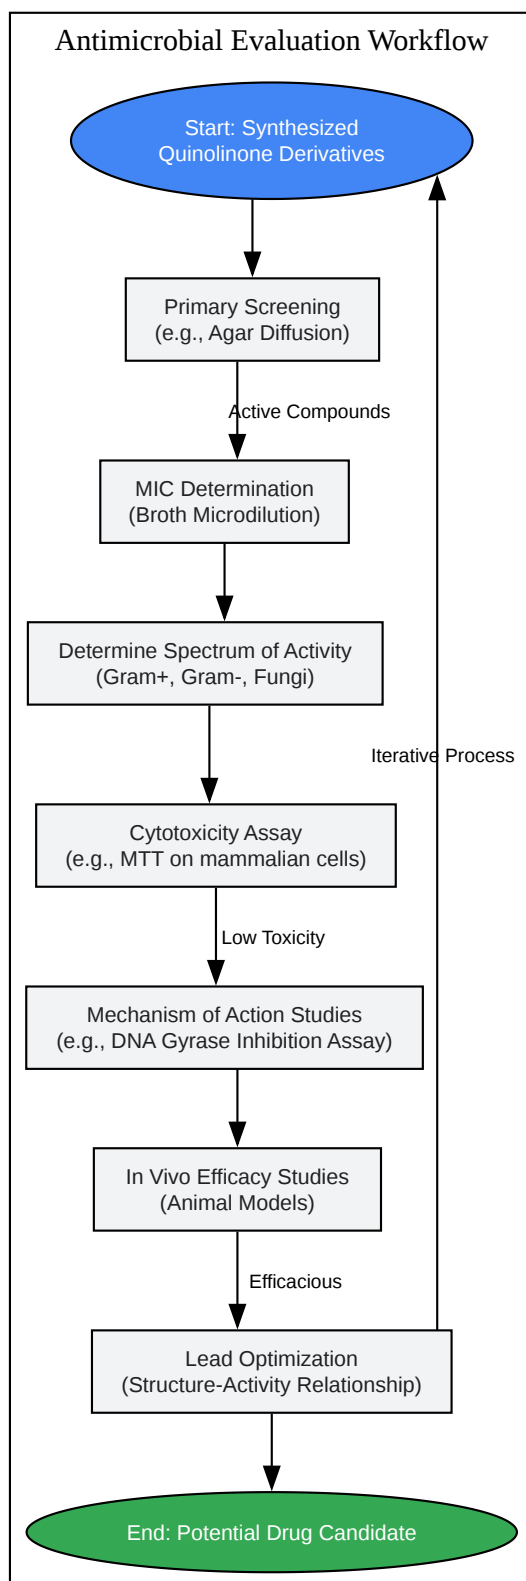 Antimicrobial Evaluation Workflow
Start: Synthesized
Quinolinone Derivatives
Primary Screening
(e.g., Agar Diffusion)
Active Compounds
MIC Determination
(Broth Microdilution)
Determine Spectrum of Activity
(Gram+, Gram-, Fungi)
Iterative Process
Cytotoxicity Assay
(e.g., MTT on mammalian cells)
Low Toxicity
Mechanism of Action Studies
(e.g., DNA Gyrase Inhibition Assay)
In Vivo Efficacy Studies
(Animal Models)
Efficacious
Lead Optimization
(Structure-Activity Relationship)
End: Potential Drug Candidate